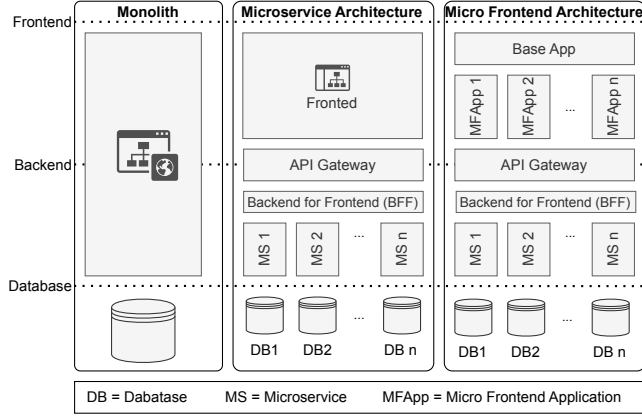 Monolith
Microservice Architecture
Micro Frontend Architecture
Frontend
Fronted
Base App
MFApp 1
MFApp 2
...
MFApp n
Backend
API Gateway
API Gateway
Backend for Frontend (BFF)
Backend for Frontend (BFF)
MS 1
MS 2
...
MS n
MS 1
MS 2
...
MS n
Database
DB1
DB2
...
DB n
DB1
DB2
...
DB n
DB = Dabatase MS = Microservice MFApp = Micro Frontend Application